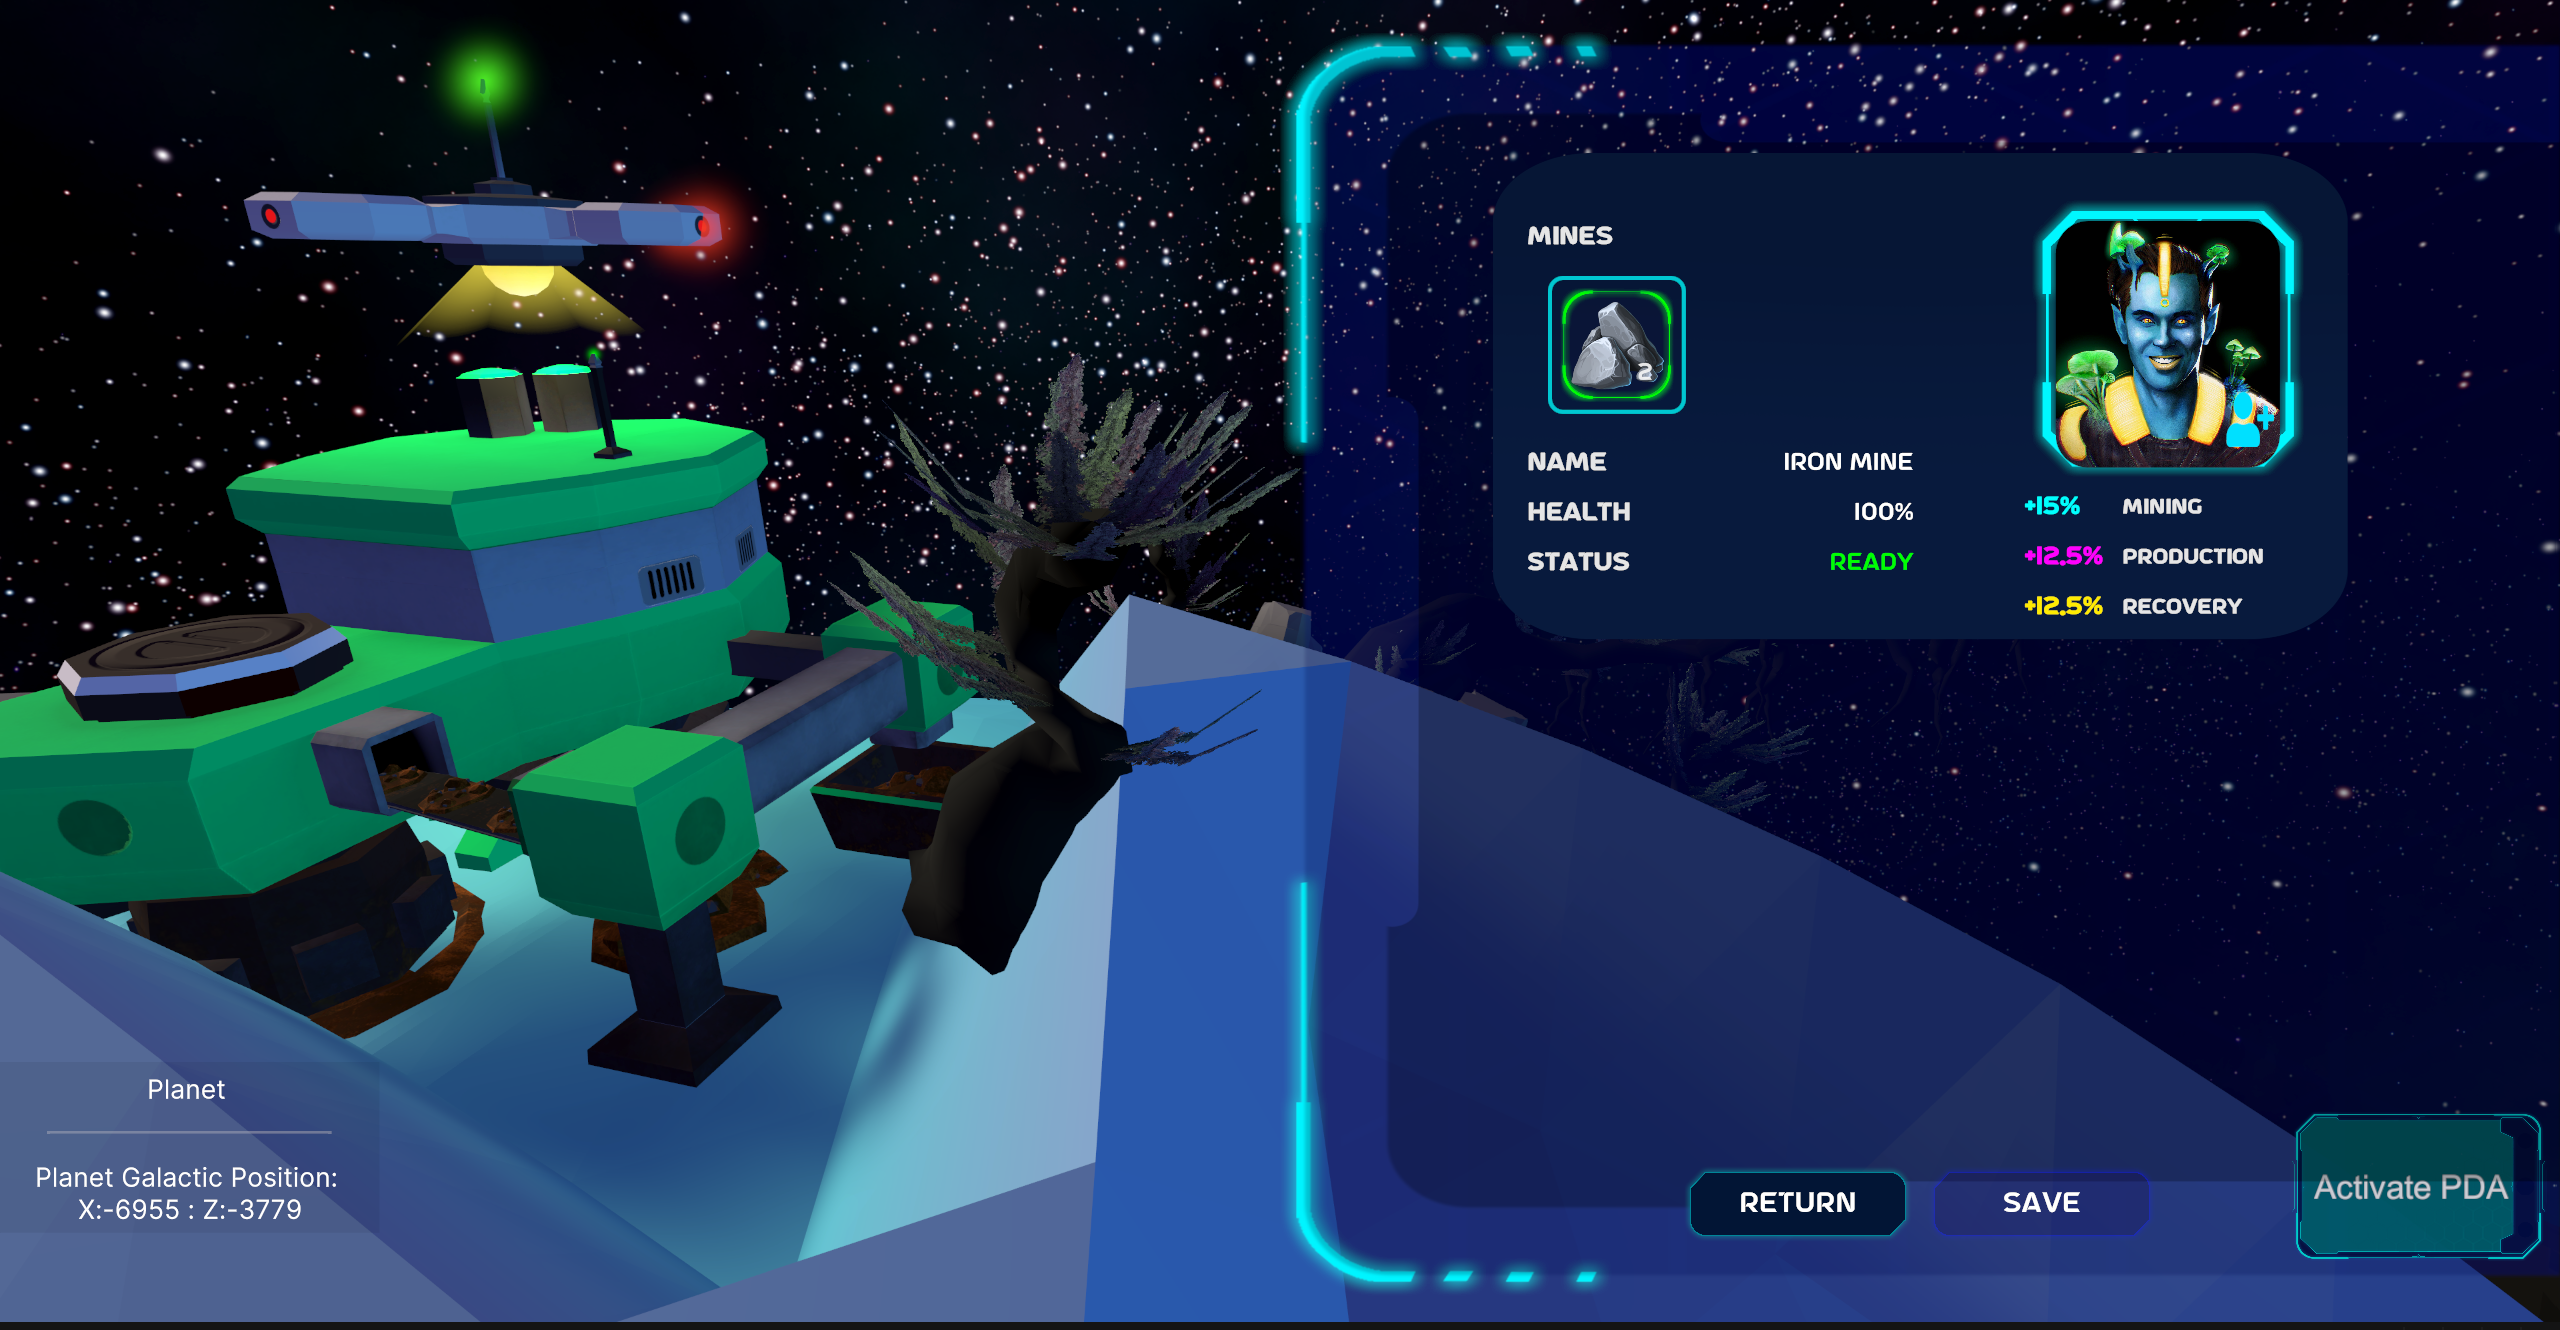 MINES
2
NAME IRON MINE
HEALTH 100%
STATUS READY
+15% MINING
+12.5% PRODUCTION
+12.5% RECOVERY
Planet
Planet Galactic Position:
X:-6955 : Z:-3779
RETURN
SAVE
Activate PDA